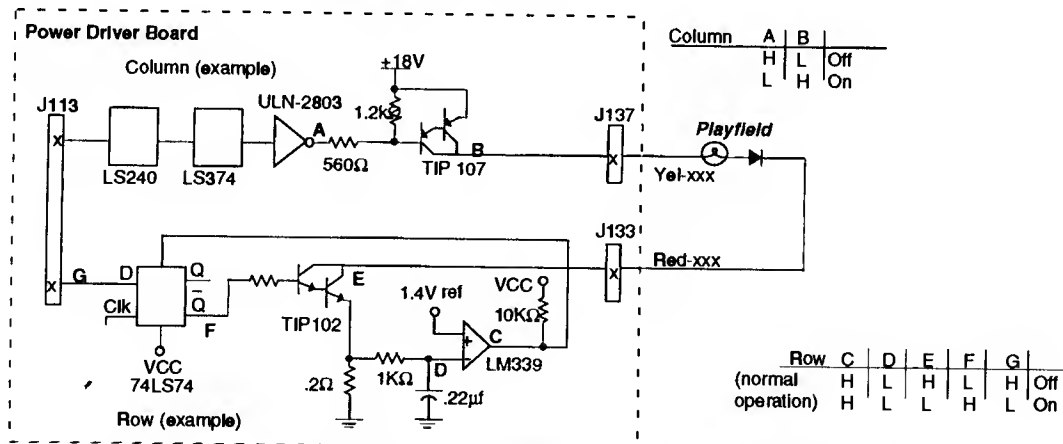 Power Driver Board
Column (example)
±18V
J113
ULN-2803
A
1.2kΩ
560Ω
B
TIP 107
LS240
LS374
J137
Playfield
Yel-xxx
Column A B
H L Off
L H On
J133
Red-xxx
G
D
Q
Q̅
Clk
F
VCC
74LS74
TIP102
E
1.4V ref
VCC
10KΩ
C
LM339
D
1KΩ
.2Ω
.22µf
Row (example)
Row C D E F G
(normal H L H L H Off
operation) H L L H L On